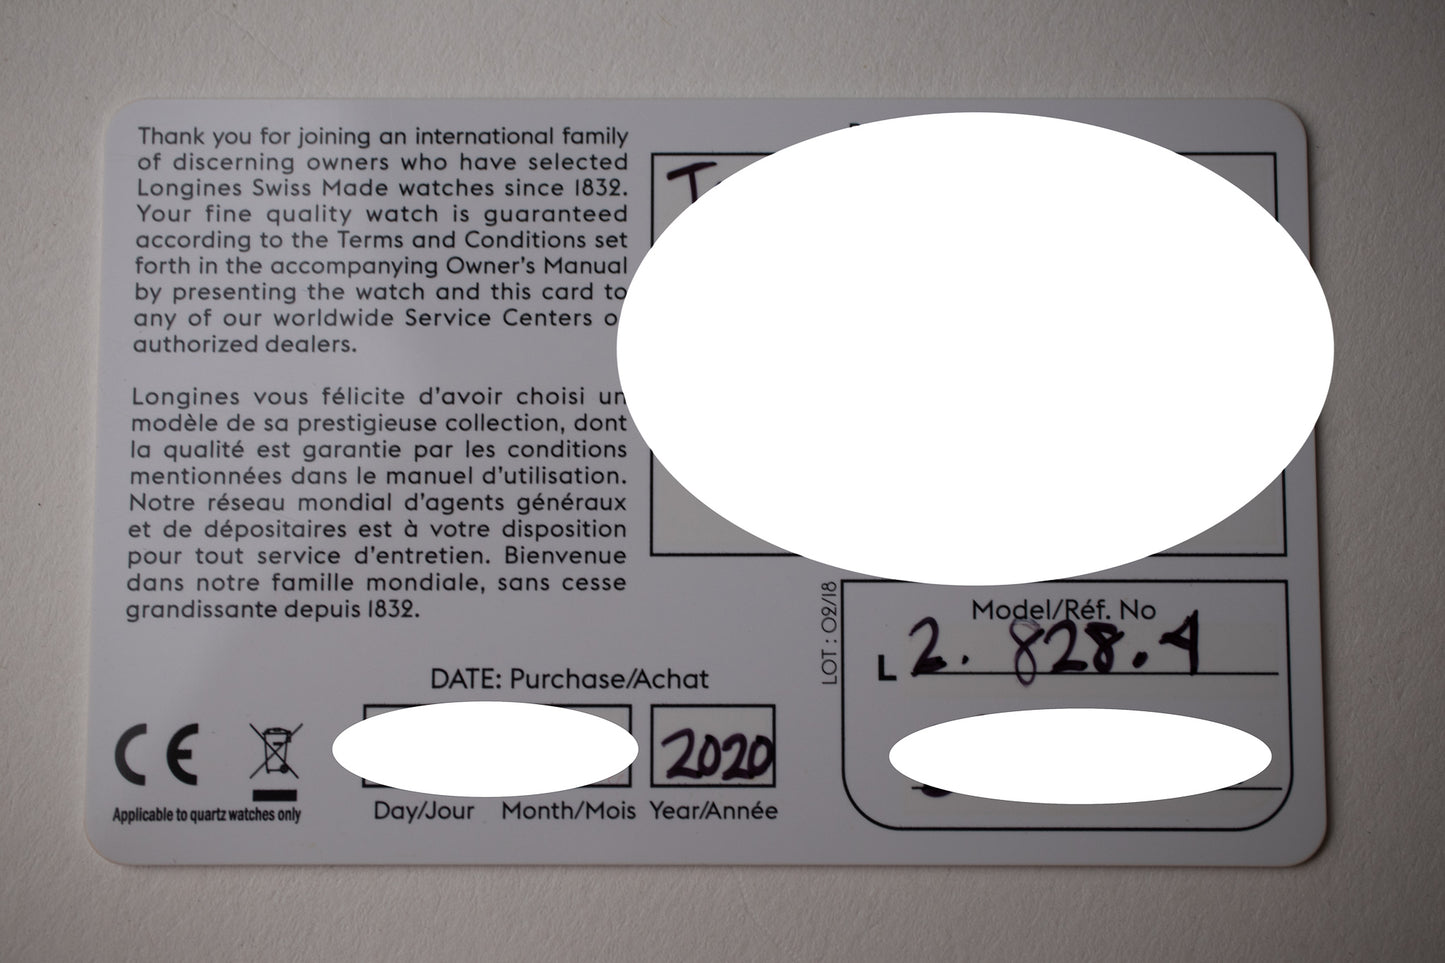 Thank you for joining an international family
of discerning owners who have selected
Longines Swiss Made watches since 1832.
Your fine quality watch is guaranteed
according to the Terms and Conditions set
forth in the accompanying Owner's Manual
by presenting the watch and this card to
any of our worldwide Service Centers
authorized dealers.
Longines vous félicite d'avoir choisi un
modèle de sa prestigieuse collection, dont
la qualité est garantie par les conditions
mentionnées dans le manuel d'utilisation.
Notre réseau mondial d'agents généraux
et de dépositaires est à votre disposition
pour tout service d'entretien. Bienvenue
dans notre famille mondiale, sans cesse
grandissante depuis 1832.
DATE: Purchase/Achat
2020
Day/Jour Month/Mois Year/Année
CE
Applicable to quartz watches only
LOT : 02/18
Model/Réf. No
L 2. 828.4